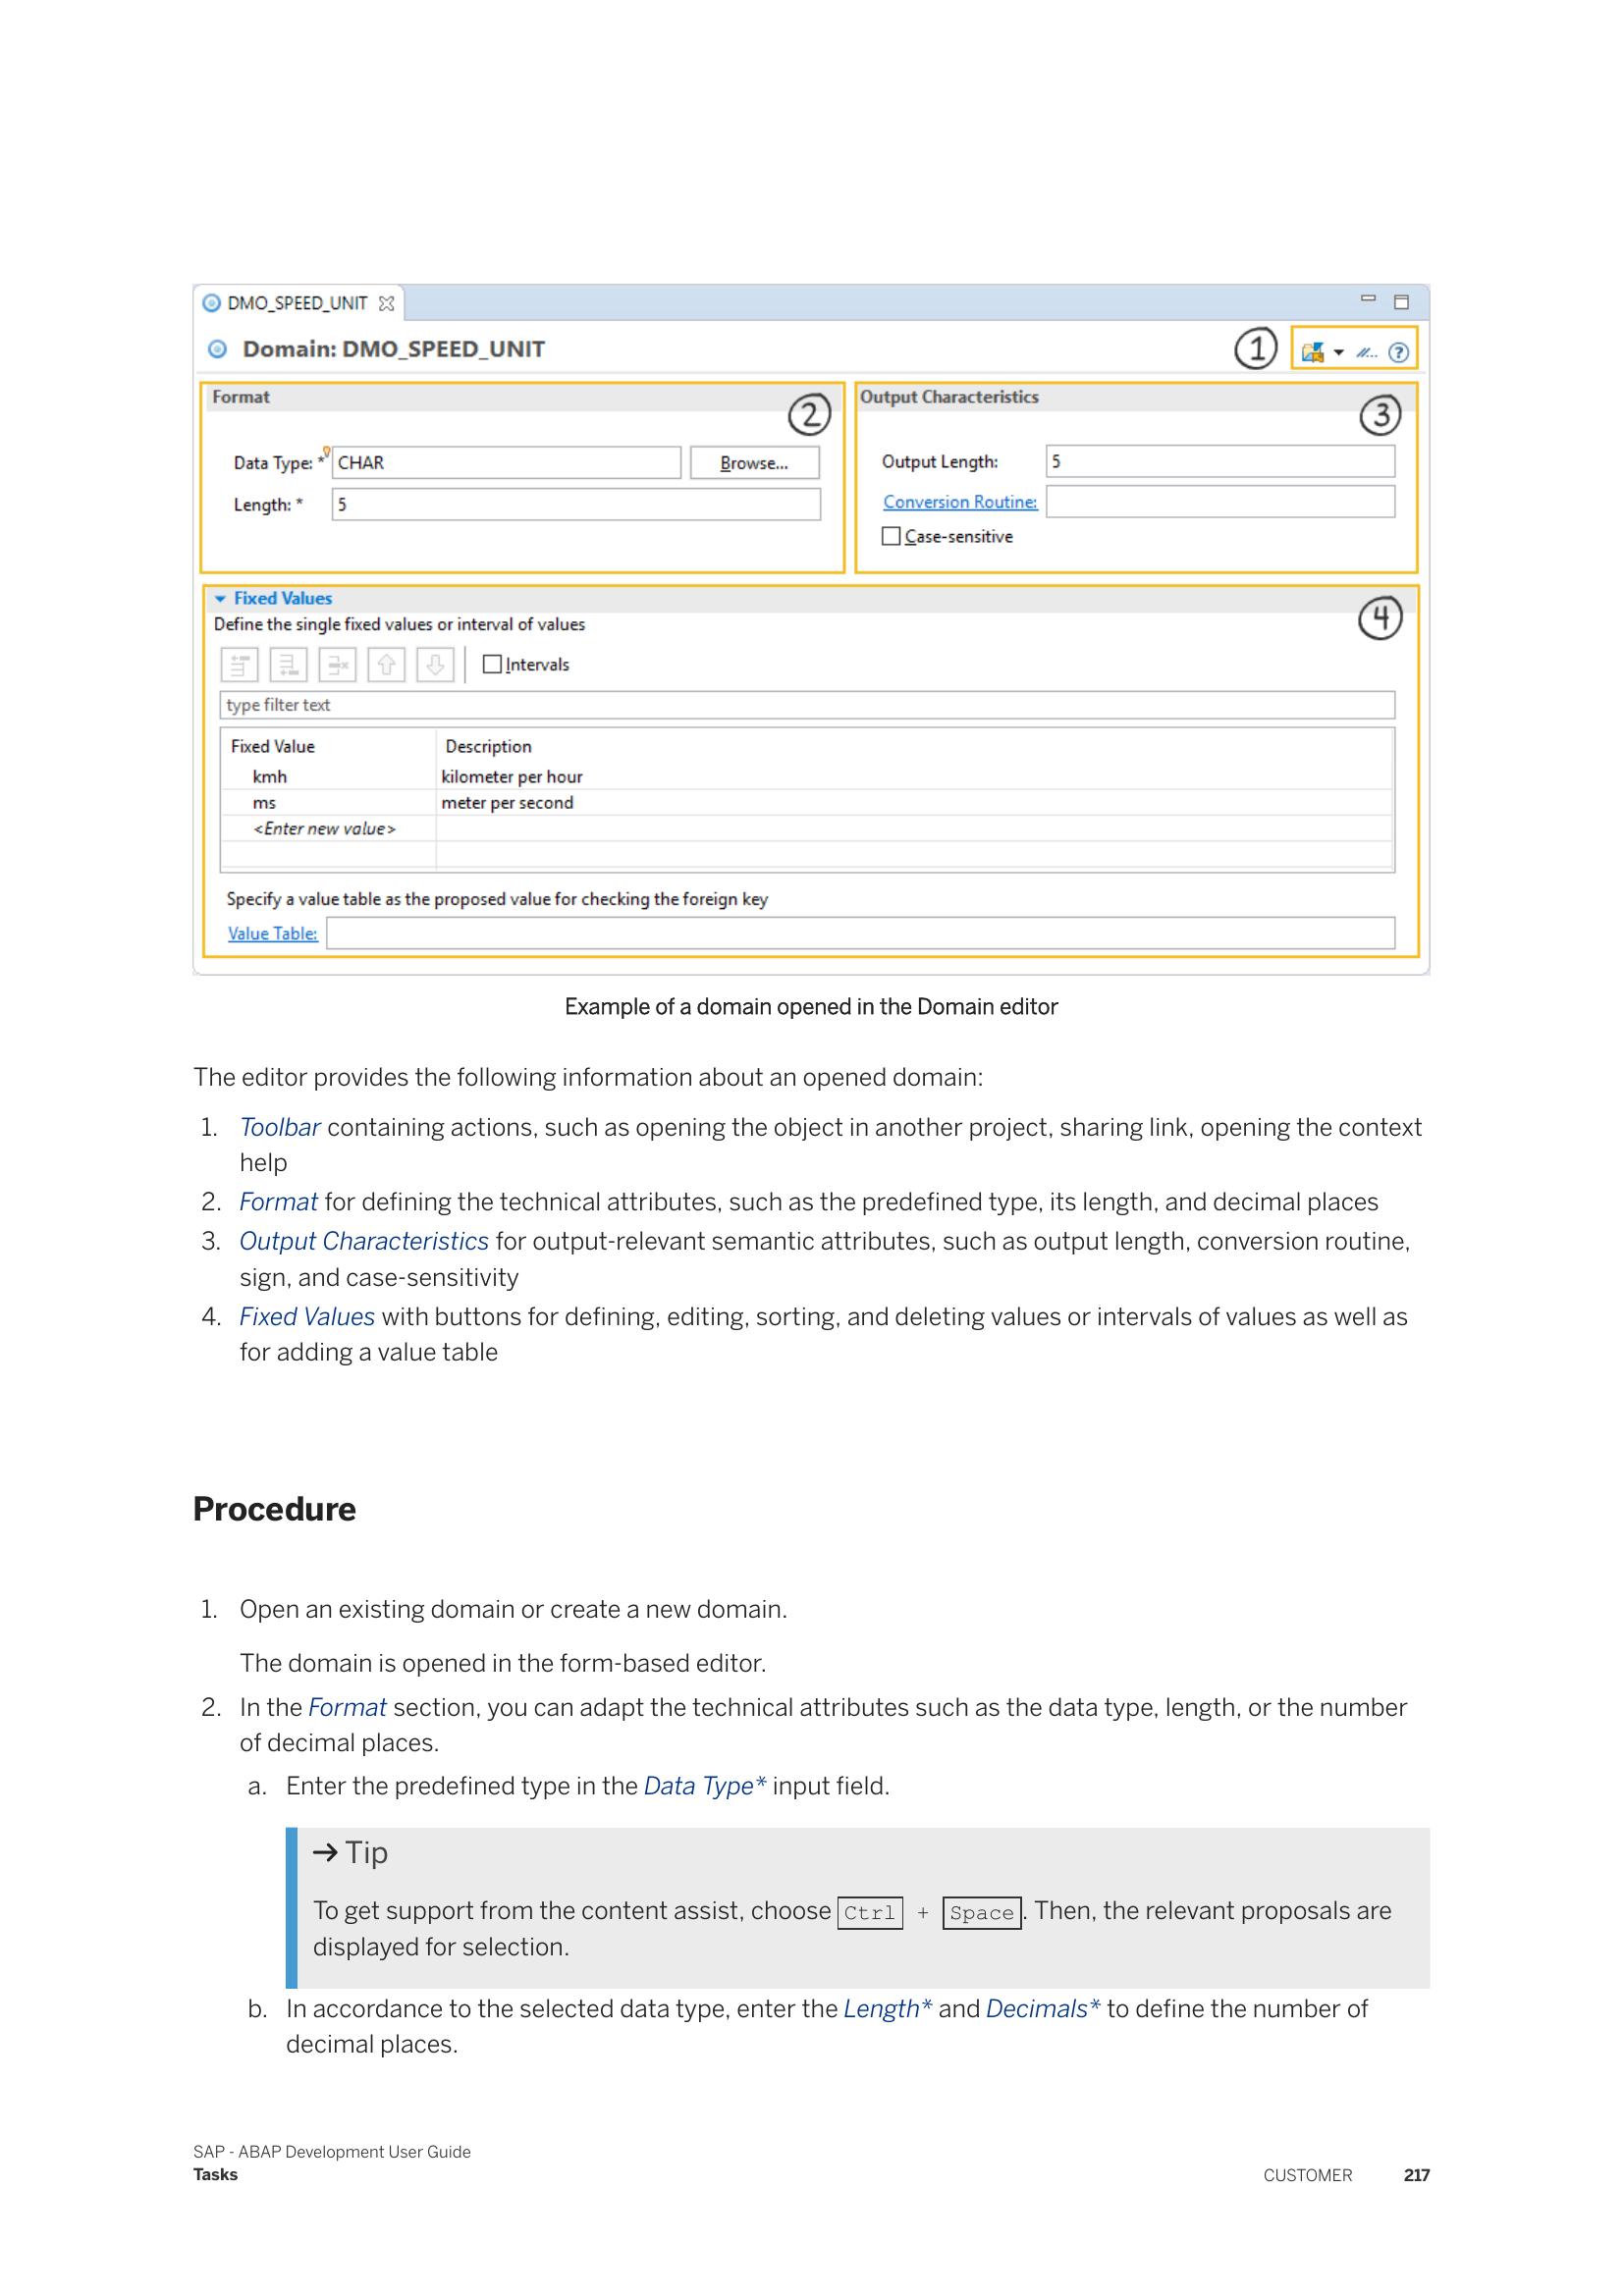 DMO_SPEED_UNIT
Domain: DMO_SPEED_UNIT
1
//... ?
Format
2
Data Type: * CHAR Browse...
Length: * 5
Output Characteristics
3
Output Length: 5
Conversion Routine:
Case-sensitive
Fixed Values
4
Define the single fixed values or interval of values
Intervals
type filter text
Fixed Value Description
kmh kilometer per hour
ms meter per second
<Enter new value>
Specify a value table as the proposed value for checking the foreign key
Value Table:
Example of a domain opened in the Domain editor
The editor provides the following information about an opened domain:
1. Toolbar containing actions, such as opening the object in another project, sharing link, opening the context
help
2. Format for defining the technical attributes, such as the predefined type, its length, and decimal places
3. Output Characteristics for output-relevant semantic attributes, such as output length, conversion routine,
sign, and case-sensitivity
4. Fixed Values with buttons for defining, editing, sorting, and deleting values or intervals of values as well as
for adding a value table
Procedure
1. Open an existing domain or create a new domain.
The domain is opened in the form-based editor.
2. In the Format section, you can adapt the technical attributes such as the data type, length, or the number
of decimal places.
a. Enter the predefined type in the Data Type* input field.
→ Tip
To get support from the content assist, choose Ctrl + Space. Then, the relevant proposals are
displayed for selection.
b. In accordance to the selected data type, enter the Length* and Decimals* to define the number of
decimal places.
SAP - ABAP Development User Guide
Tasks
CUSTOMER 217